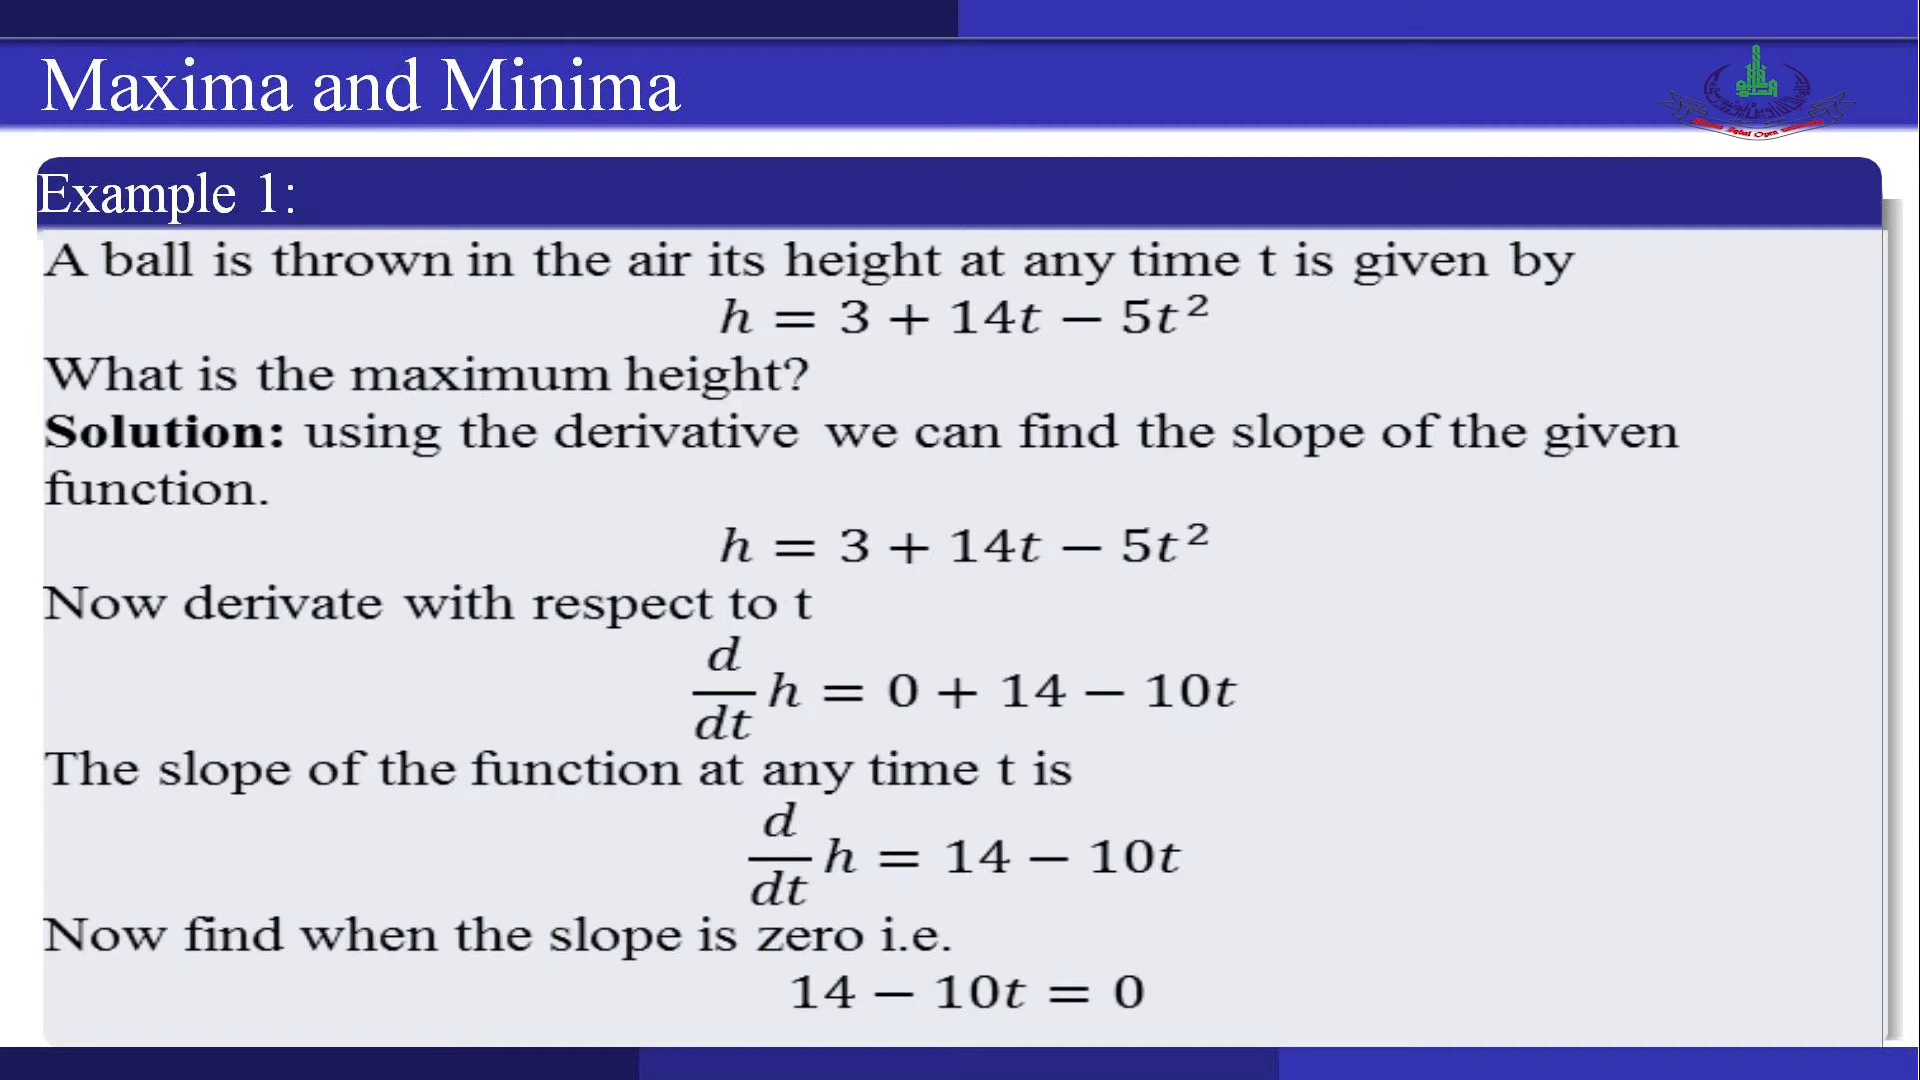 Maxima and Minima
Example 1:
A ball is thrown in the air its height at any time t is given by
h = 3 + 14t − 5t²
What is the maximum height?
Solution: using the derivative we can find the slope of the given
function.
h = 3 + 14t − 5t²
Now derivate with respect to t
d/dt h = 0 + 14 − 10t
The slope of the function at any time t is
d/dt h = 14 − 10t
Now find when the slope is zero i.e.
14 − 10t = 0